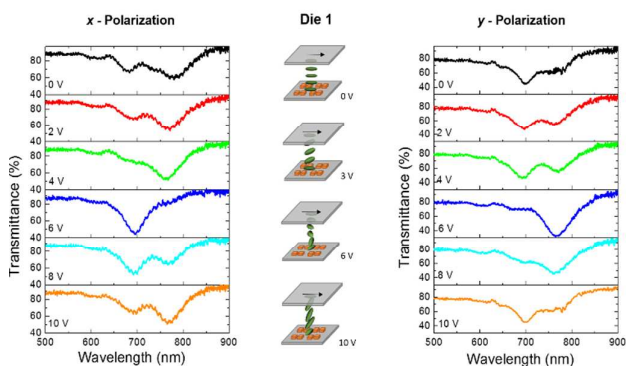 x - Polarization
Die 1
y - Polarization
Transmittance (%)
80
60
0 V
80
60
40
2 V
80
60
4 V
40
80
60
6 V
40
80
60
8 V
40
80
60
10 V
40
500 600 700 800 900
Wavelength (nm)
0 V
3 V
6 V
10 V
Transmittance (%)
80
60
40
0 V
80
60
40
2 V
80
60
40
4 V
80
60
40
6 V
80
60
40
8 V
80
60
40
10 V
500 600 700 800 900
Wavelength (nm)